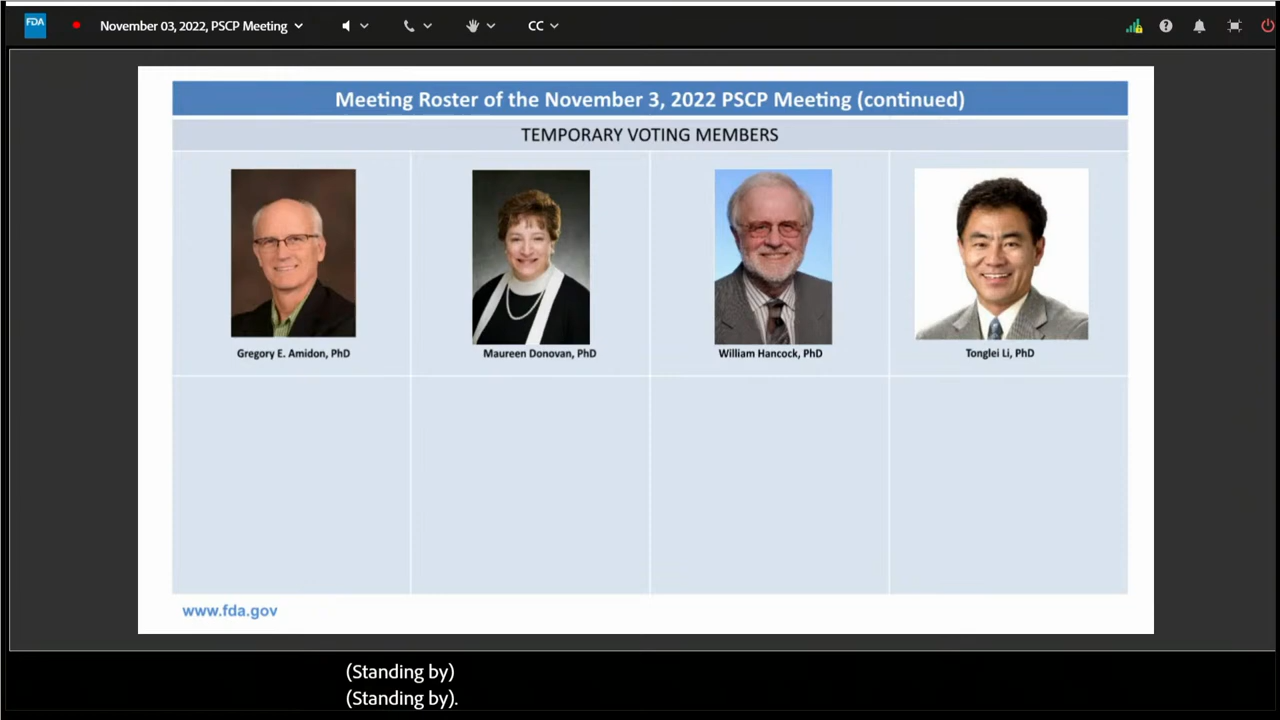 FDA
November 03, 2022, PSCP Meeting
CC
Meeting Roster of the November 3, 2022 PSCP Meeting (continued)
TEMPORARY VOTING MEMBERS
Gregory E. Amidon, PhD
Maureen Donovan, PhD
William Hancock, PhD
Tonglei Li, PhD
www.fda.gov
(Standing by)
(Standing by).